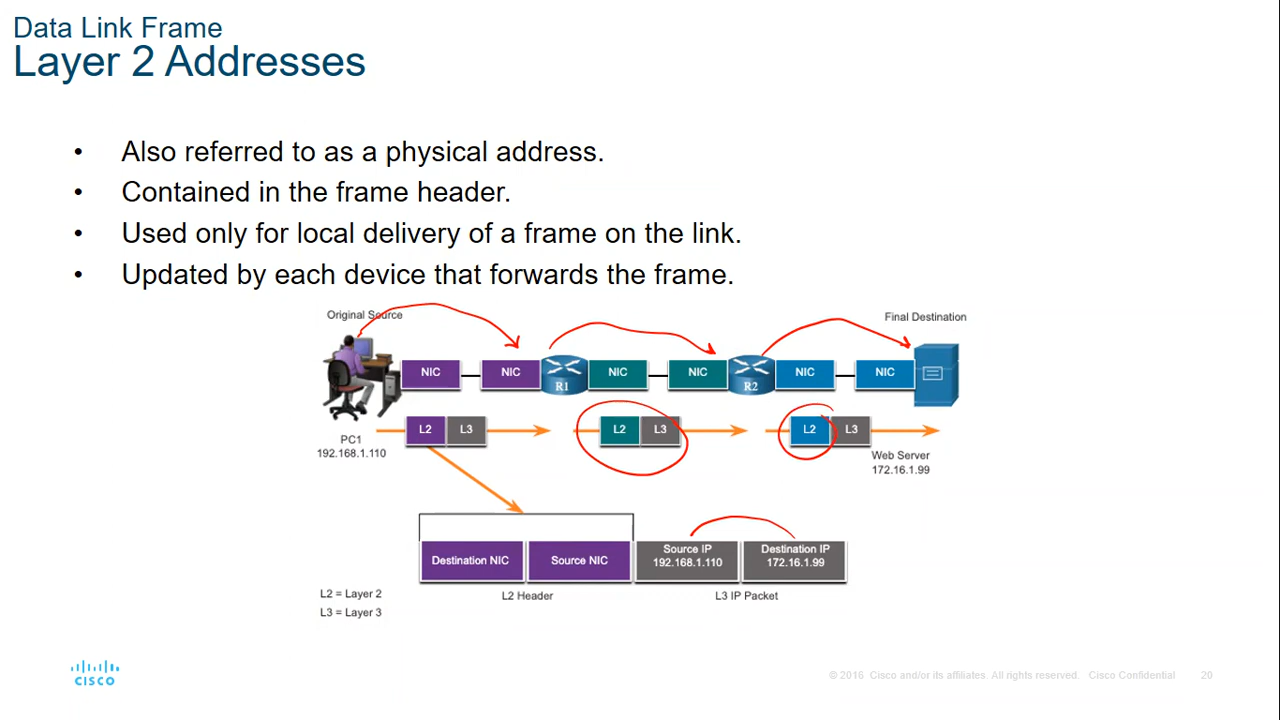 Data Link Frame
Layer 2 Addresses
• Also referred to as a physical address.
• Contained in the frame header.
• Used only for local delivery of a frame on the link.
• Updated by each device that forwards the frame.
Original Source
Final Destination
NIC NIC R1 NIC NIC R2 NIC NIC
L2 L3 L2 L3 L2 L3
PC1
192.168.1.110
Web Server
172.16.1.99
Destination NIC Source NIC
Source IP
192.168.1.110
Destination IP
172.16.1.99
L2 = Layer 2
L3 = Layer 3
L2 Header
L3 IP Packet
CISCO
© 2016 Cisco and/or its affiliates. All rights reserved. Cisco Confidential 20